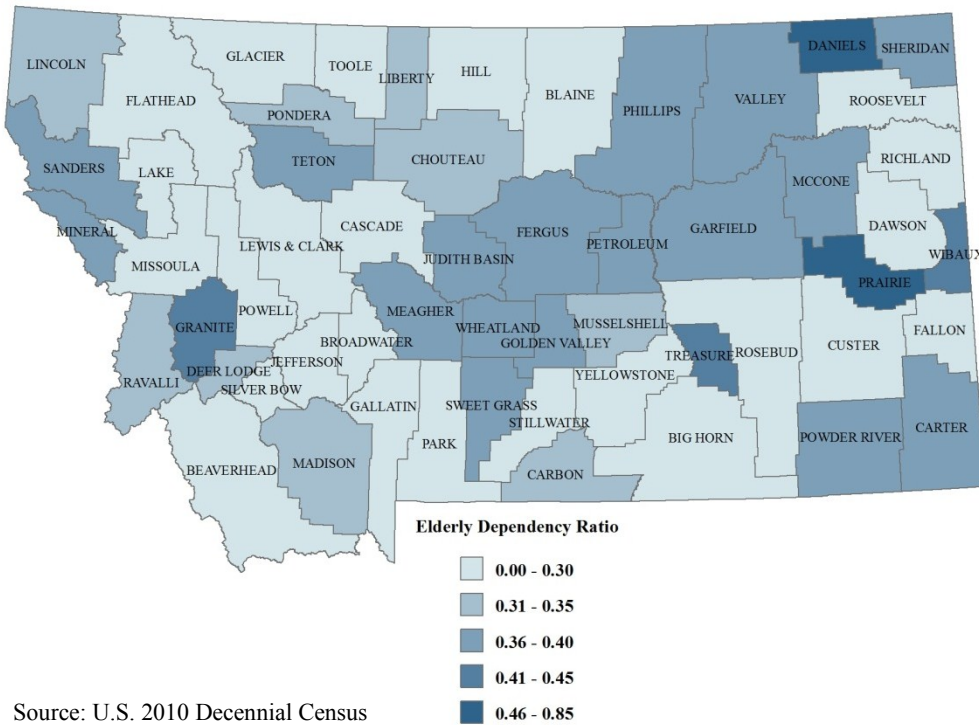 DANIELS
SHERIDAN
LINCOLN
GLACIER
TOOLE
LIBERTY
HILL
BLAINE
PHILLIPS
VALLEY
ROOSEVELT
FLATHEAD
PONDERA
CHOUTEAU
TETON
RICHLAND
SANDERS
LAKE
MCCONE
CASCADE
DAWSON
MINERAL
LEWIS & CLARK
FERGUS
PETROLEUM
GARFIELD
WIBAUX
JUDITH BASIN
MISSOULA
PRAIRIE
POWELL
GRANITE
MEAGHER
WHEATLAND
MUSSELSHELL
FALLON
BROADWATER
GOLDEN VALLEY
TREASURE
ROSEBUD
CUSTER
JEFFERSON
DEER LODGE
RAVALLI
SILVER BOW
YELLOWSTONE
GALLATIN
SWEET GRASS
STILLWATER
PARK
BIG HORN
POWDER RIVER
CARTER
MADISON
BEAVERHEAD
CARBON
Elderly Dependency Ratio
0.00 - 0.30
0.31 - 0.35
0.36 - 0.40
0.41 - 0.45
0.46 - 0.85
Source: U.S. 2010 Decennial Census